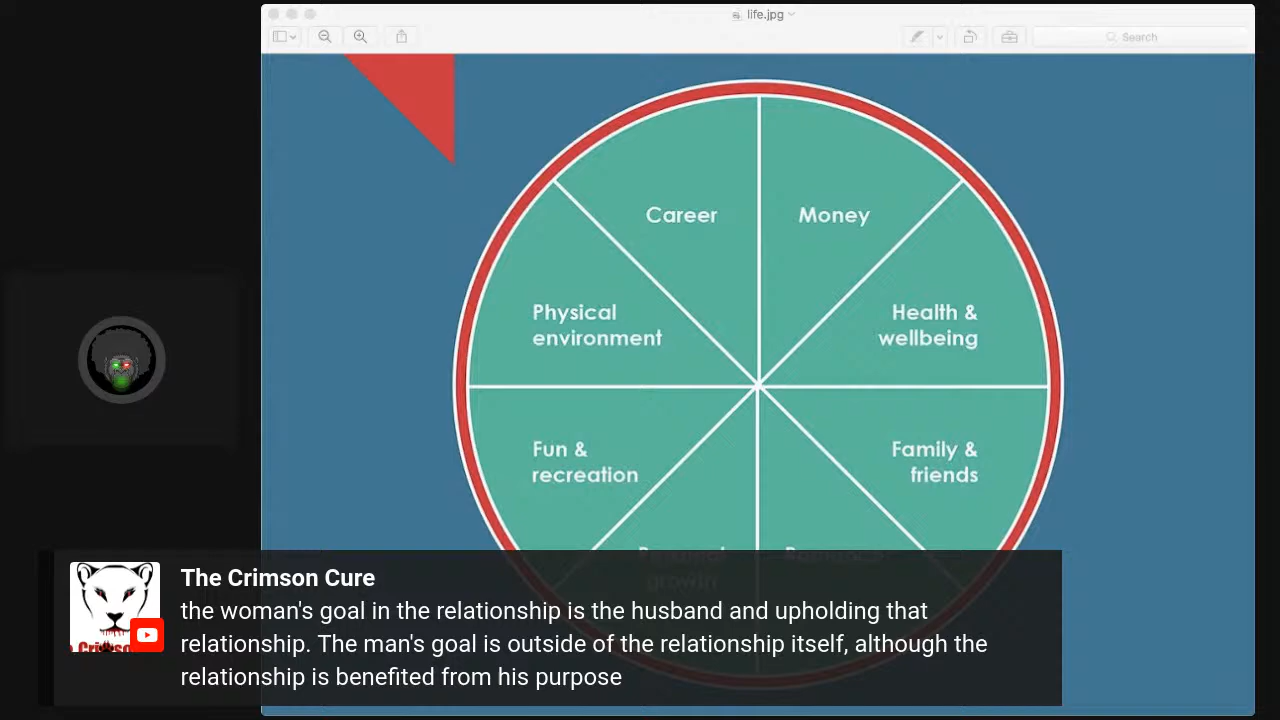 life.jpg
Search
Career
Money
Physical
environment
Health &
wellbeing
Fun &
recreation
Family &
friends
growth
The Crimson Cure
the woman's goal in the relationship is the husband and upholding that
relationship. The man's goal is outside of the relationship itself, although the
relationship is benefited from his purpose